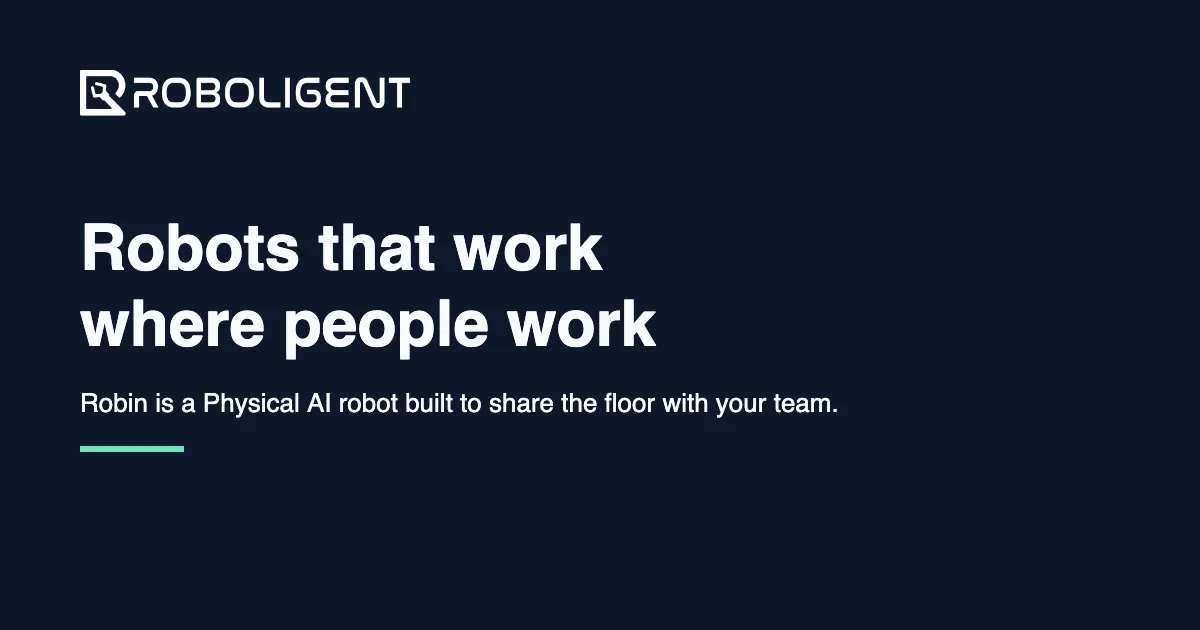 ROBOLIGENT
Robots that work
where people work
Robin is a Physical AI robot built to share the floor with your team.